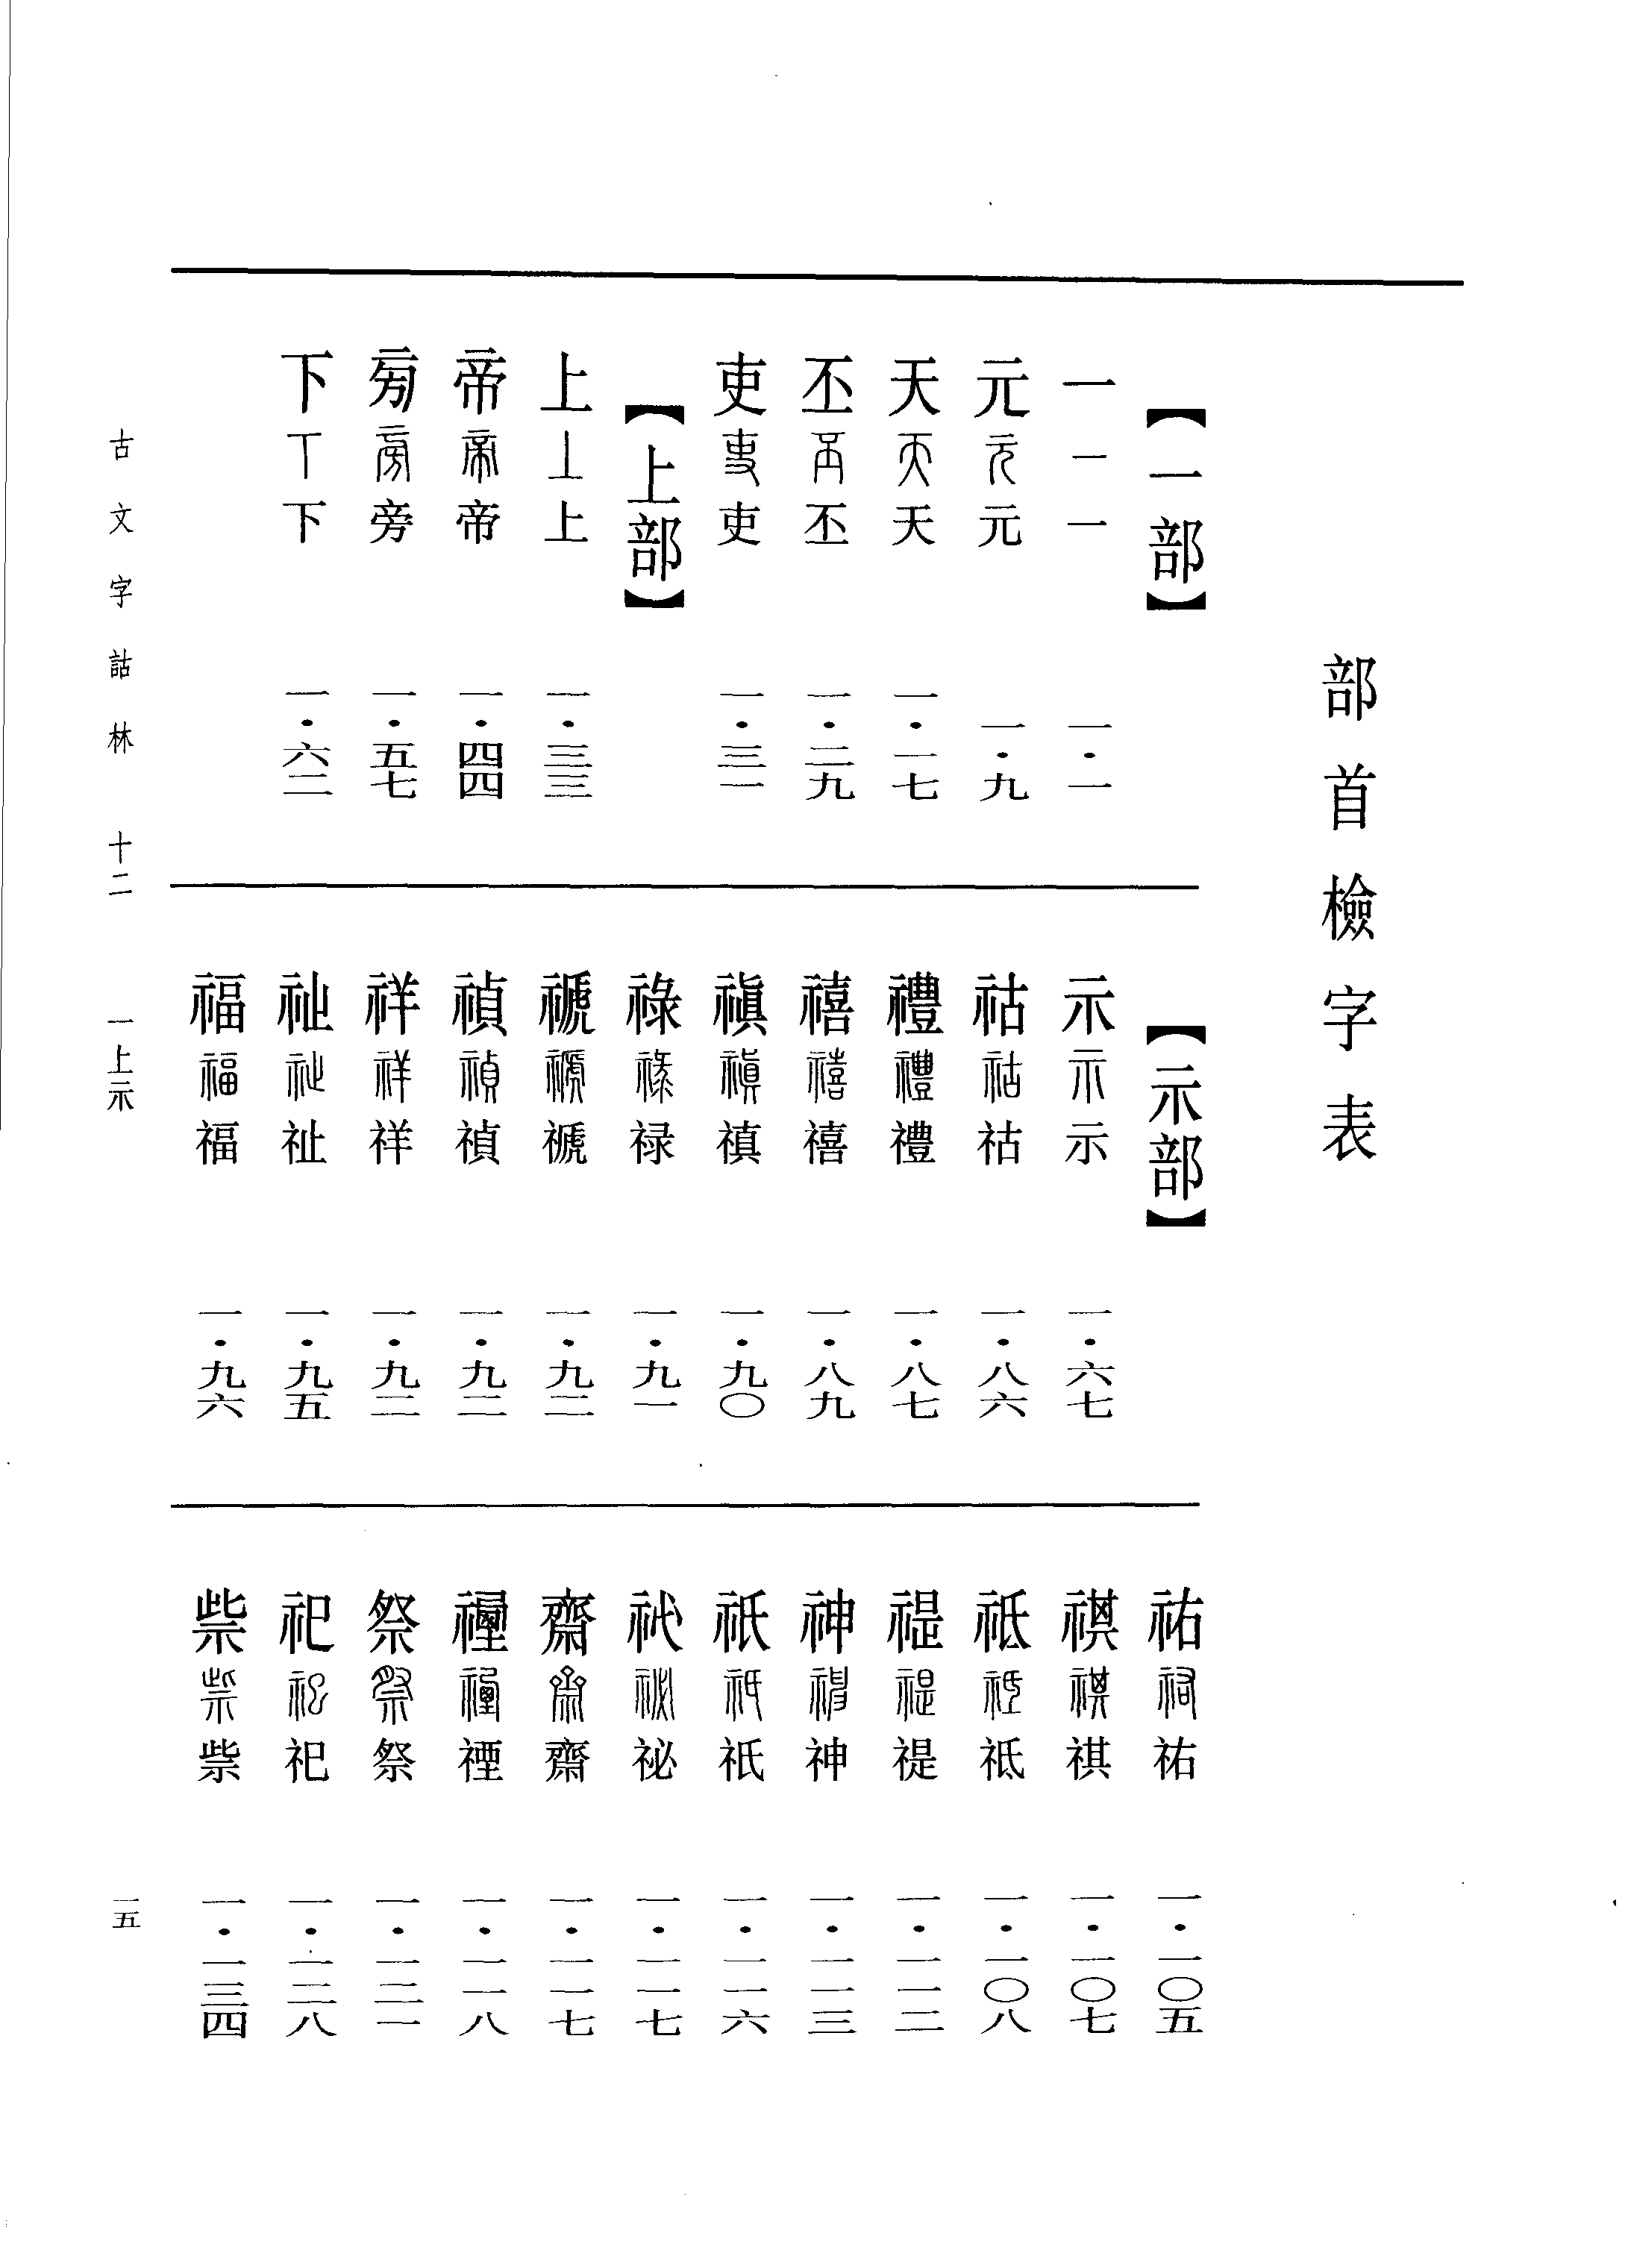 部首檢字表
【一部】
一 一 一 一·一
元 元 元 一·九
天 天 天 一·一七
丕 丕 丕 一·二九
吏 吏 吏 一·三一
【上部】
上 丄 上 一·三三
帝 帝 帝 一·四四
旁 旁 旁 一·五七
下 丅 下 一·六二
【示部】
示 示 示 一·六七
祜 祜 祜 一·八六
禮 禮 禮 一·八七
禧 禧 禧 一·八九
禛 禛 禛 一·九〇
祿 祿 禄 一·九一
禠 禠 禠 一·九二
禎 禎 禎 一·九二
祥 祥 祥 一·九二
祉 祉 祉 一·九五
福 福 福 一·九六
祐 祐 祐 一·一〇五
祺 祺 祺 一·一〇七
祗 祗 祗 一·一〇八
禔 禔 禔 一·一一二
神 神 神 一·一一三
祇 祇 祇 一·一一六
祕 祕 祕 一·一一七
齋 齋 齋 一·一一七
禋 禋 禋 一·一一八
祭 祭 祭 一·一二一
祀 祀 祀 一·一二八
祡 祡 祡 一·一三四
古文字詁林 十二 一上示 一五